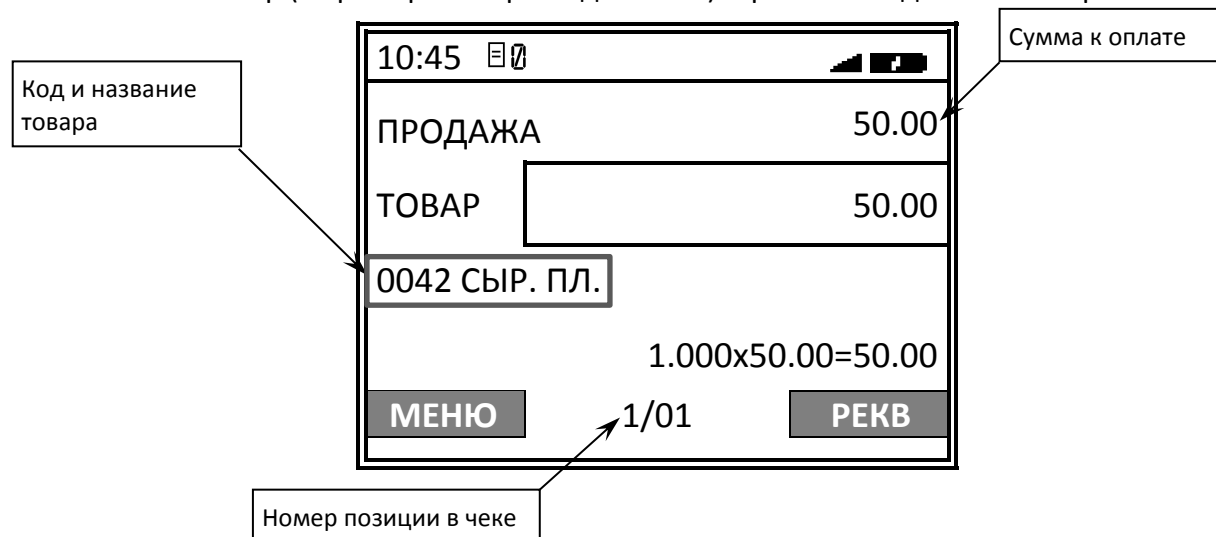 Сумма к оплате
10:45
Код и название
товара
ПРОДАЖА 50.00
ТОВАР 50.00
0042 СЫР. ПЛ.
1.000x50.00=50.00
МЕНЮ 1/01 РЕКВ
Номер позиции в чеке